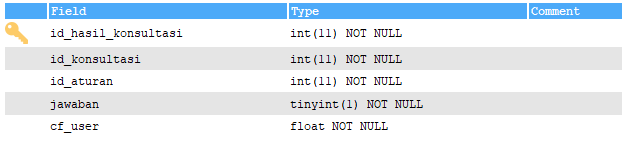 Field Type Comment
id_hasil_konsultasi int(11) NOT NULL
id_konsultasi int(11) NOT NULL
id_aturan int(11) NOT NULL
jawaban tinyint(1) NOT NULL
cf_user float NOT NULL